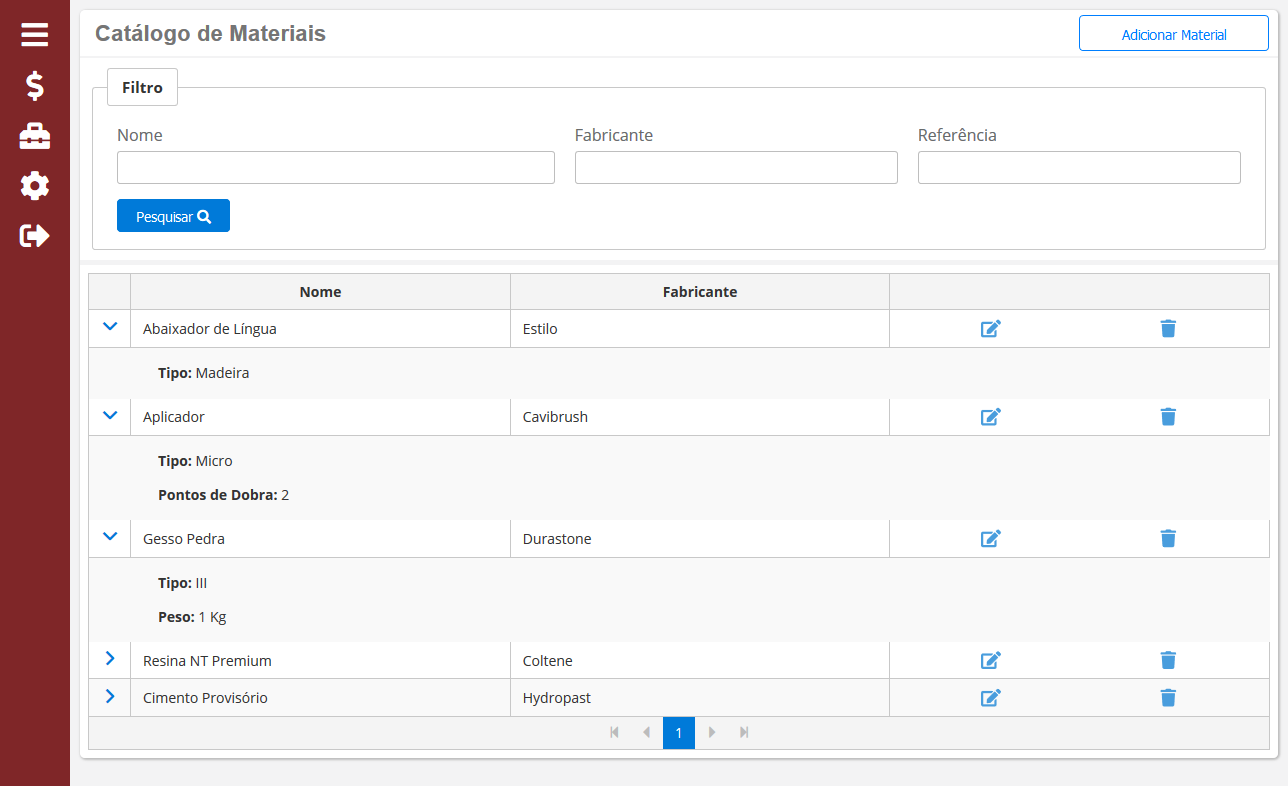 Catálogo de Materiais
Adicionar Material
Filtro
Nome Fabricante Referência
Pesquisar
Nome Fabricante
Abaixador de Língua Estilo
Tipo: Madeira
Aplicador Cavibrush
Tipo: Micro
Pontos de Dobra: 2
Gesso Pedra Durastone
Tipo: III
Peso: 1 Kg
Resina NT Premium Coltene
Cimento Provisório Hydropast
1